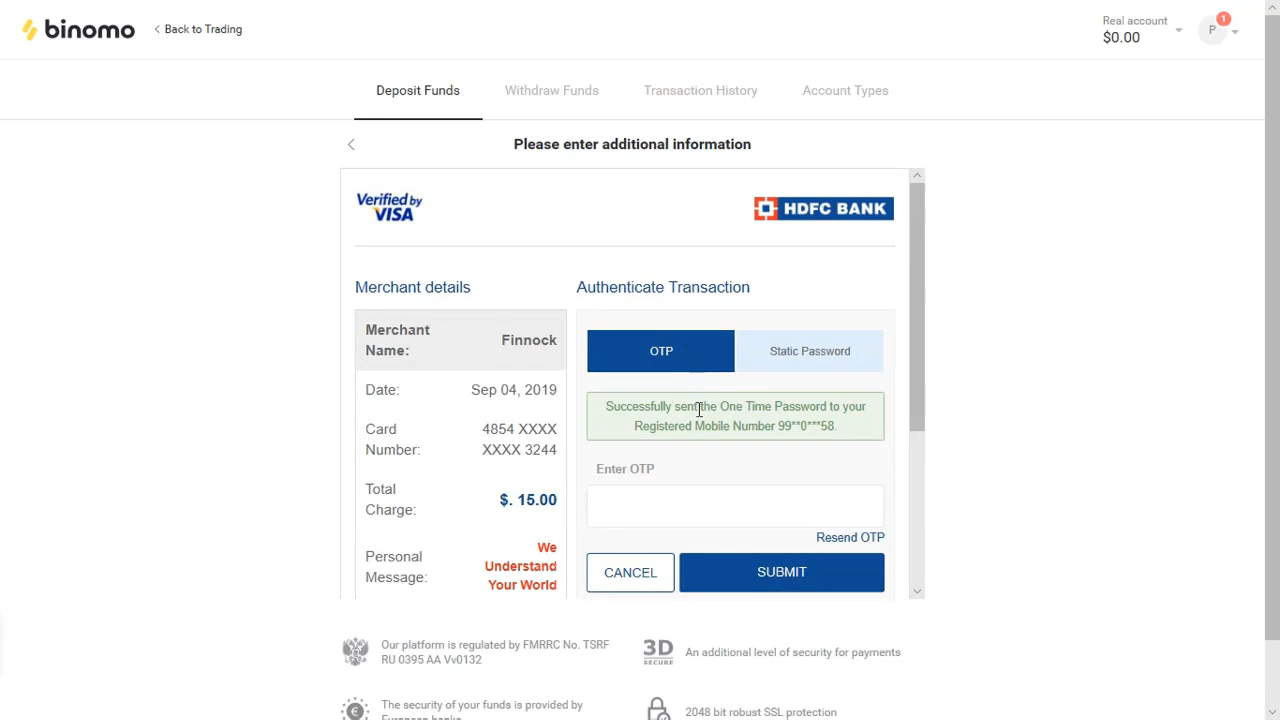 binomo
Back to Trading
Real account
$0.00
P
1
Deposit Funds
Withdraw Funds
Transaction History
Account Types
Please enter additional information
Verified by
VISA
HDFC BANK
Merchant details
Merchant
Name:
Finnock
Date:
Sep 04, 2019
Card
Number:
4854 XXXX
XXXX 3244
Total
Charge:
$. 15.00
Personal
Message:
We
Understand
Your World
Authenticate Transaction
OTP
Static Password
Successfully sent the One Time Password to your
Registered Mobile Number 99**0***58.
Enter OTP
Resend OTP
CANCEL
SUBMIT
Our platform is regulated by FMRRC No. TSRF
RU 0395 AA Vv0132
3D
SECURE
An additional level of security for payments
The security of your funds is provided by
European banks
2048 bit robust SSL protection